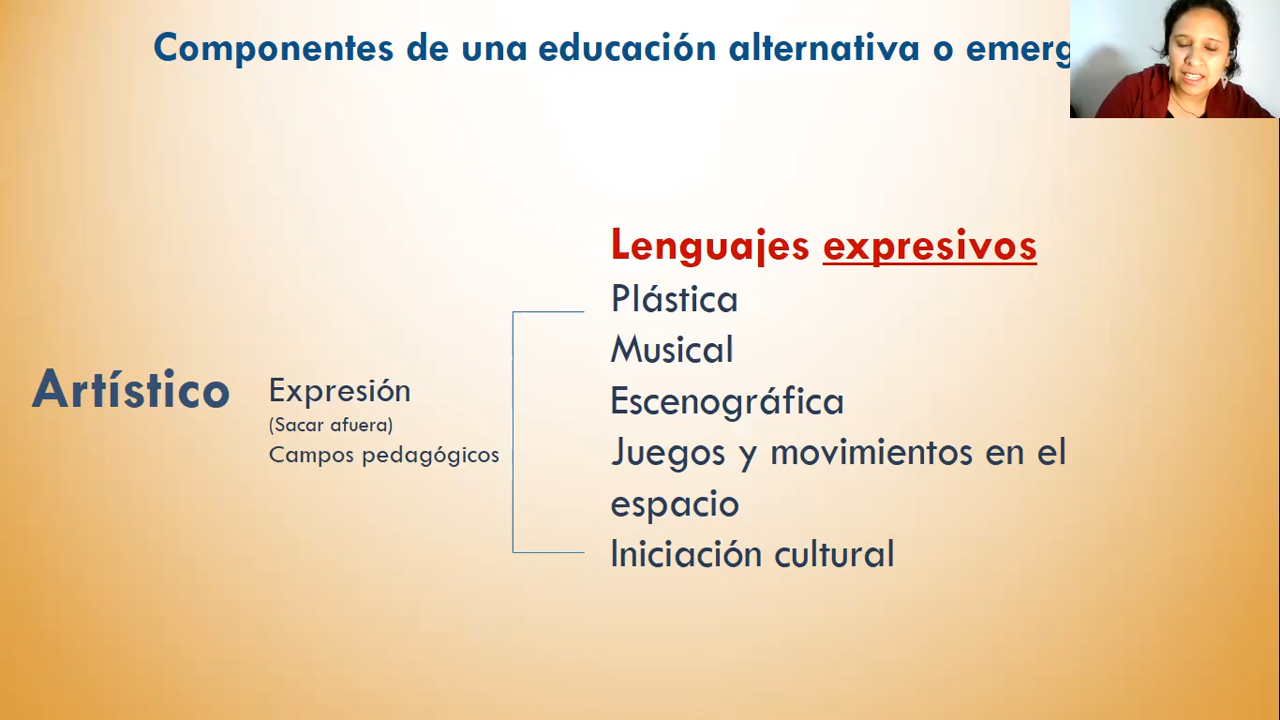 Componentes de una educación alternativa o emerg
Lenguajes expresivos
Plástica
Musical
Escenográfica
Juegos y movimientos en el
espacio
Iniciación cultural
Artístico
Expresión
(Sacar afuera)
Campos pedagógicos